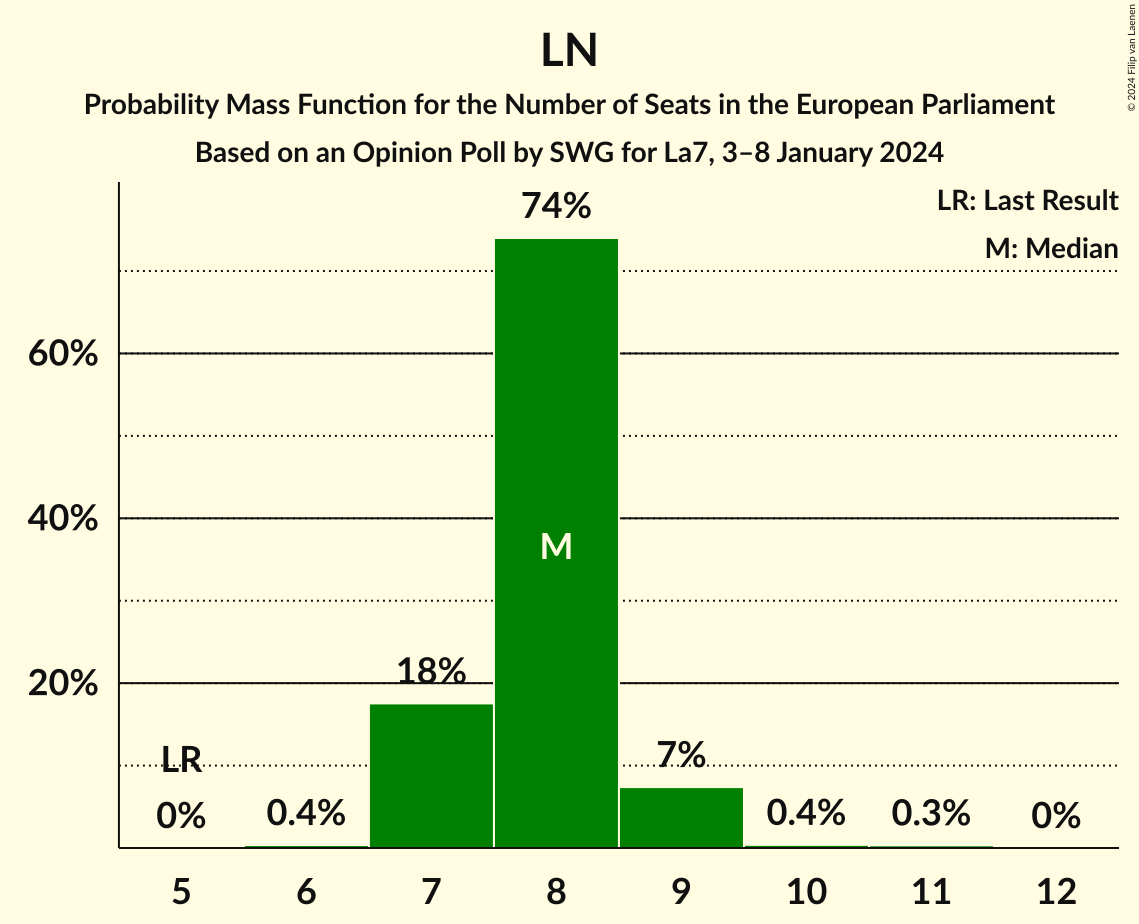 LN
Probability Mass Function for the Number of Seats in the European Parliament
Based on an Opinion Poll by SWG for La7, 3–8 January 2024
© 2024 Filip van Laenen
LR: Last Result
M: Median
74%
60%
40%
M
20%
18%
LR
7%
0%
0.4%
0.4%
0.3%
0%
5 6 7 8 9 10 11 12